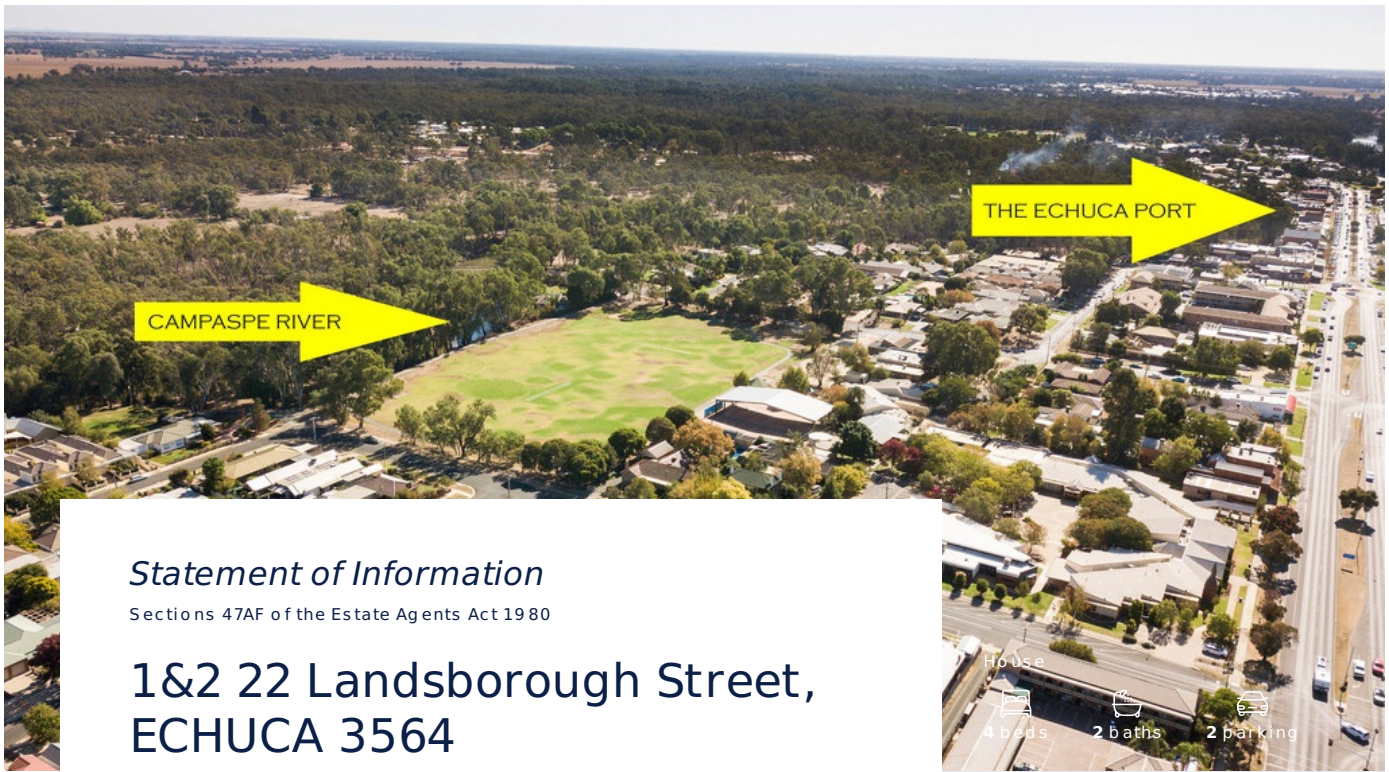 THE ECHUCA PORT
CAMPASPE RIVER
Statement of Information
Sections 47AF of the Estate Agents Act 1980
1&2 22 Landsborough Street,
ECHUCA 3564
House
4 beds 2 baths 2 parking